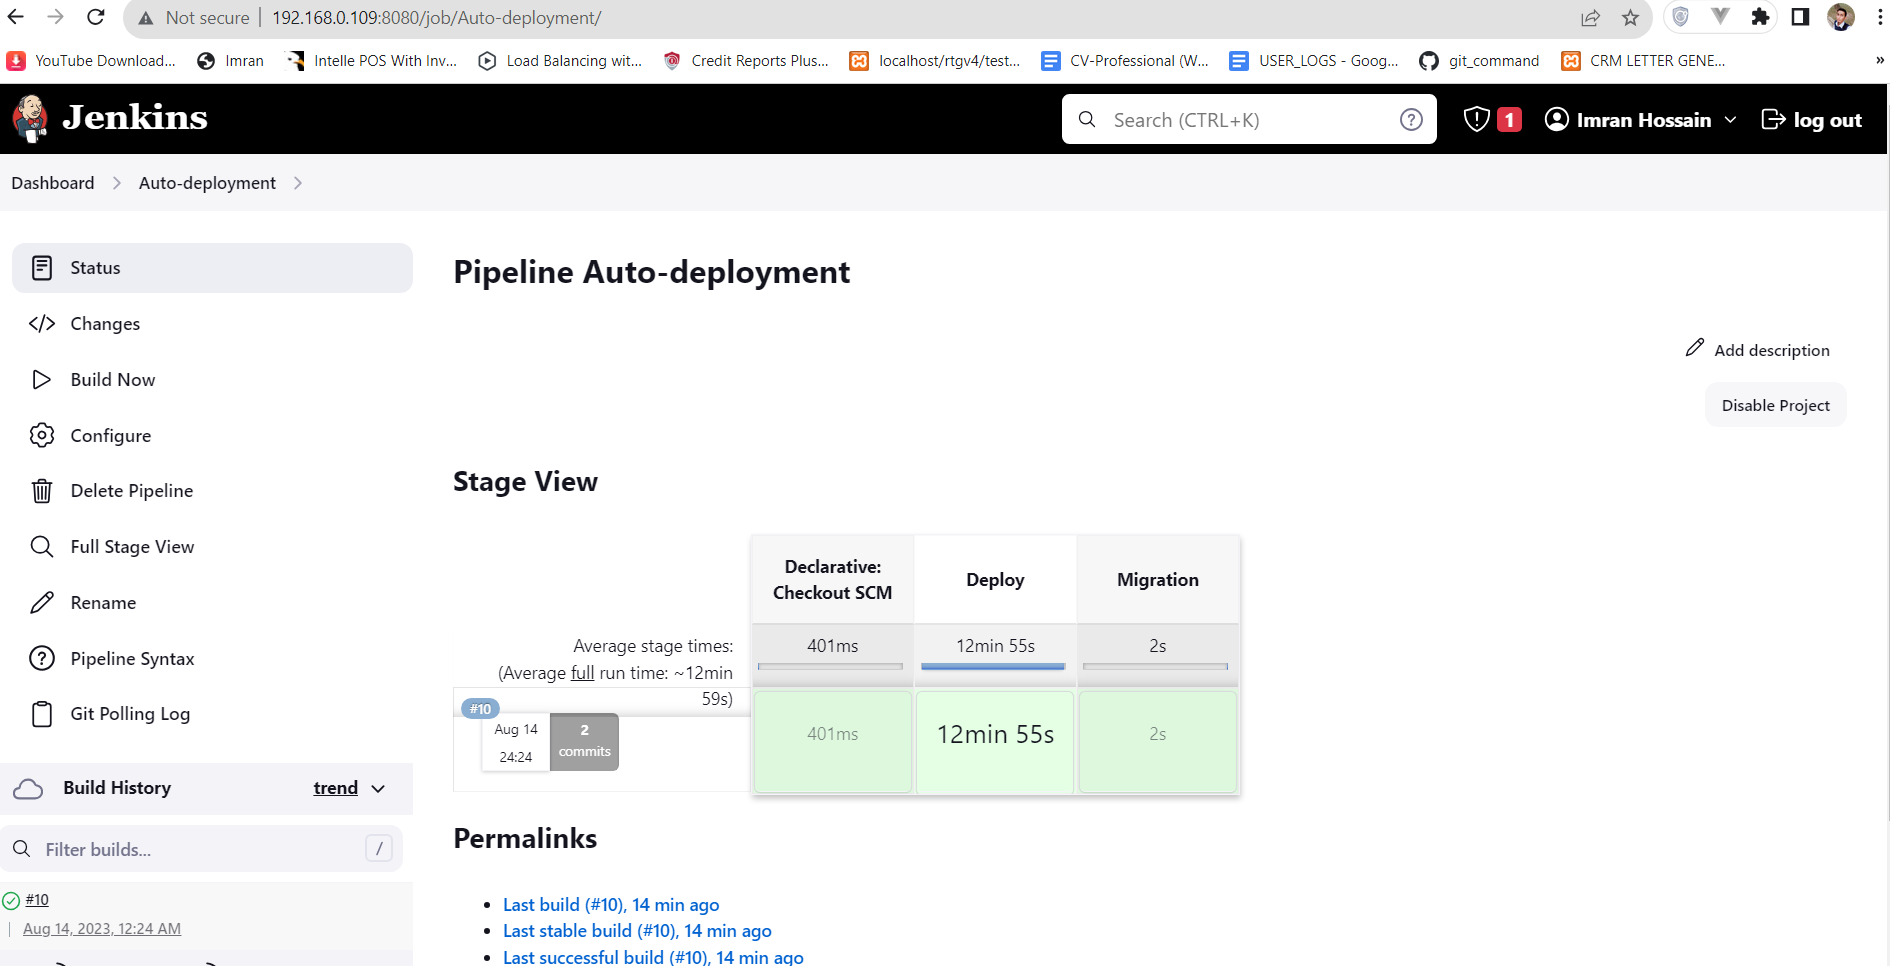 Not secure | 192.168.0.109:8080/job/Auto-deployment/
YouTube Download... Imran Intelle POS With Inv... Load Balancing wit... Credit Reports Plus... localhost/rtgv4/test... CV-Professional (W... USER_LOGS - Goog... git_command CRM LETTER GENE... »
Jenkins Search (CTRL+K) ? 1 Imran Hossain log out
Dashboard Auto-deployment
Status
Changes
Build Now
Configure
Delete Pipeline
Full Stage View
Rename
Pipeline Syntax
Git Polling Log
Build History trend
Filter builds... /
#10
Aug 14, 2023, 12:24 AM
Pipeline Auto-deployment
Add description
Disable Project
Stage View
Declarative:
Checkout SCM
Deploy
Migration
Average stage times:
(Average full run time: ~12min
59s)
401ms 12min 55s 2s
#10
Aug 14
24:24
2
commits
401ms 12min 55s 2s
Permalinks
Last build (#10), 14 min ago
Last stable build (#10), 14 min ago
Last successful build (#10), 14 min ago